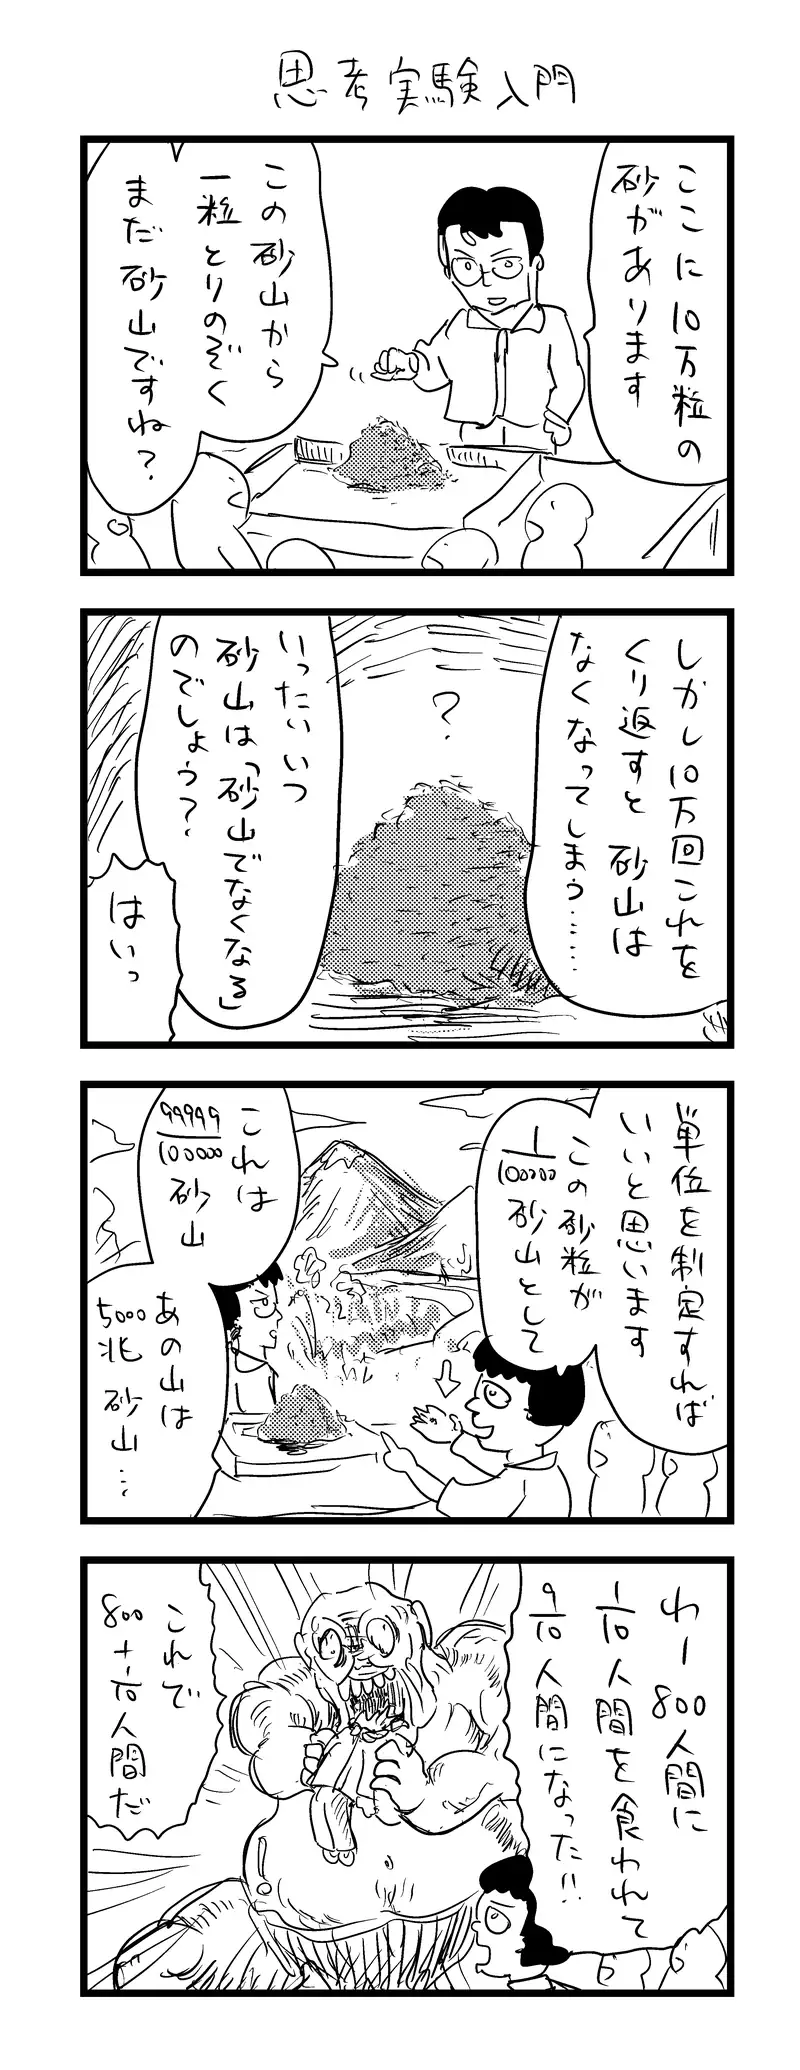 思考実験入門
ここに10万粒の
砂があります
この砂山から
一粒とりのぞく
まだ砂山ですね?
しかし10万回これを
くり返すと砂山は
なくなってしまう……
?
いったいいつ
砂山は「砂山でなくなる」
のでしょう?
はいっ
単位を制定すれば
いいと思います
この砂粒が
1/100000砂山として
これは
99999/100000砂山
あの山は
5000兆砂山…
わー800人間に
1/10人間を食われて
9/10人間になった!!
これで
800+1/10人間だ